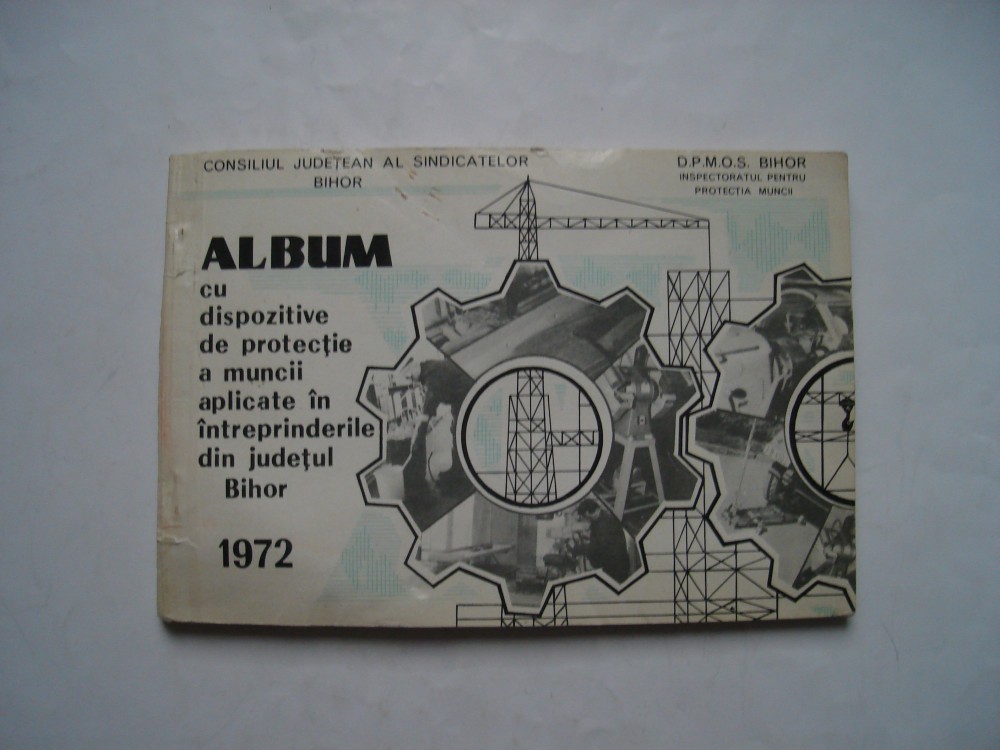 CONSILIUL JUDEȚEAN AL SINDICATELOR
BIHOR
D.P.M.O.S. BIHOR
INSPECTORATUL PENTRU
PROTECȚIA MUNCII
ALBUM
cu
dispozitive
de protecție
a muncii
aplicate în
întreprinderile
din județul
Bihor
1972